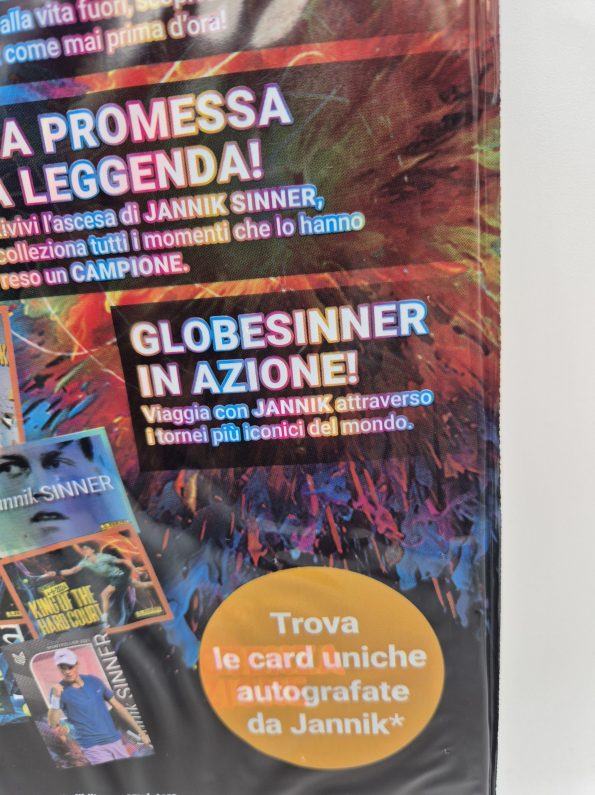 alla vita fuori,
come mai prima d'ora!
A PROMESSA
A LEGGENDA!
ivivi l'ascesa di JANNIK SINNER,
colleziona tutti i momenti che lo hanno
reso un CAMPIONE.
GLOBESINNER
IN AZIONE!
Viaggia con JANNIK attraverso
i tornei più iconici del mondo.
nnik SINNER
KING OF THE
HARD COURT
nnik SINNER
Trova
le card uniche
autografate
da Jannik*